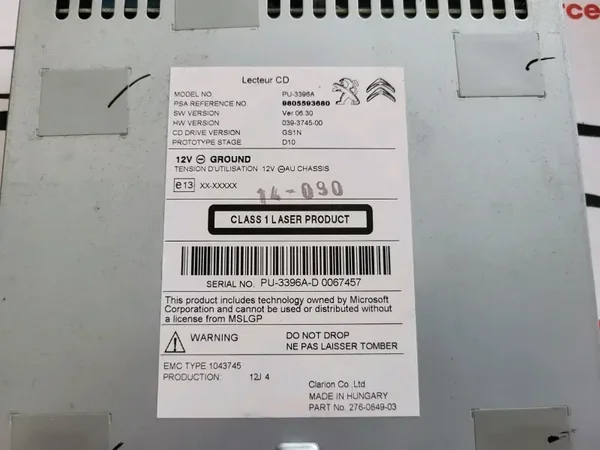 rce
Lecteur CD
MODEL NO. PU-3396A
PSA REFERENCE NO. 9805593680
SW VERSION Ver 06.30
HW VERSION 039-3745-00
CD DRIVE VERSION GS1N
PROTOTYPE STAGE D10
12V ⊖ GROUND
TENSION D'UTILISATION 12V ⊖AU CHASSIS
e13 XX-XXXXX
14-090
CLASS 1 LASER PRODUCT
SERIAL NO. PU-3396A-D 0067457
This product includes technology owned by Microsoft
Corporation and cannot be used or distributed without
a license from MSLGP
WARNING DO NOT DROP
NE PAS LAISSER TOMBER
EMC TYPE 1043745
PRODUCTION: 12J 4
Clarion Co.,Ltd
MADE IN HUNGARY
PART No. 276-0849-03